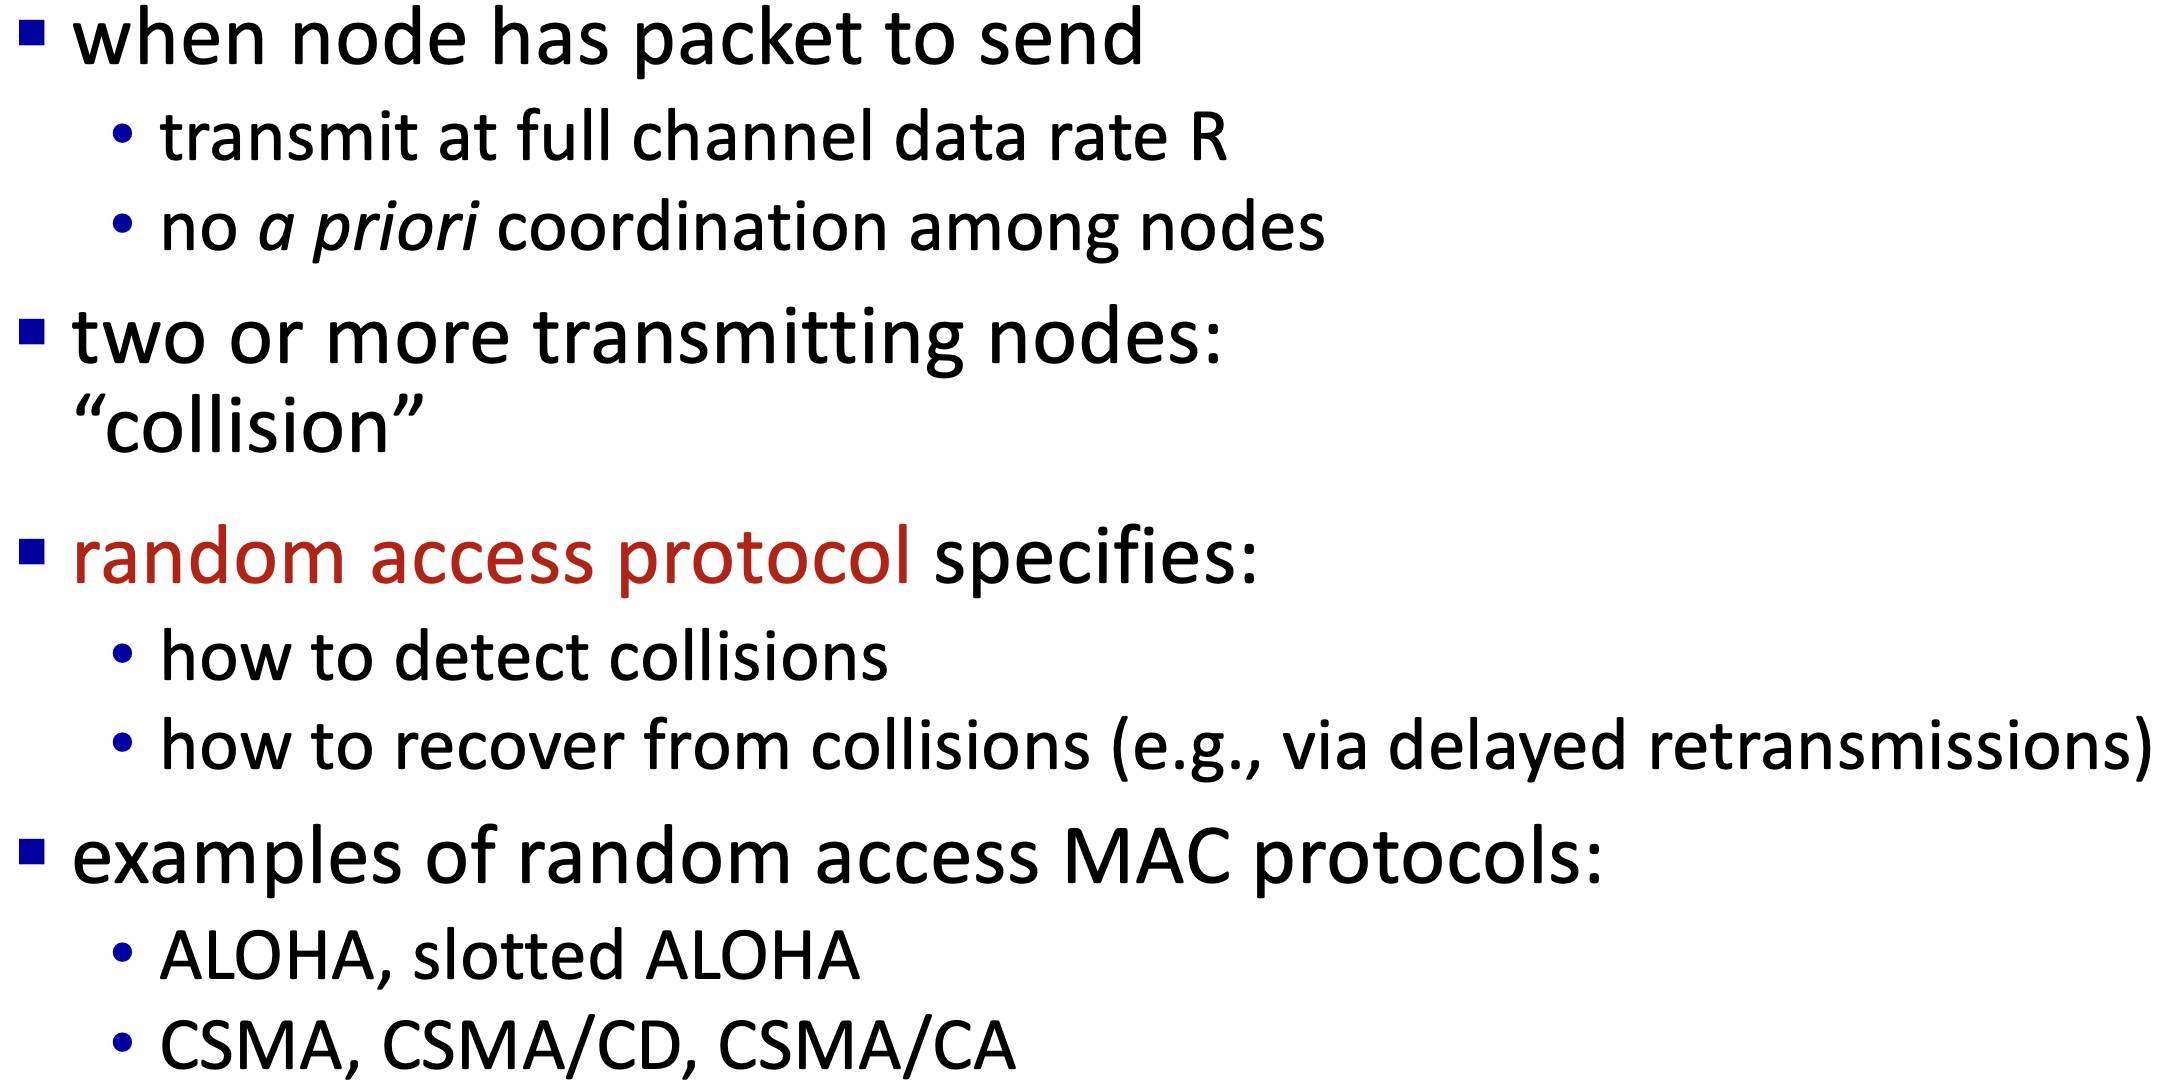 ▪ when node has packet to send
• transmit at full channel data rate R
• no a priori coordination among nodes
▪ two or more transmitting nodes:
“collision”
▪ random access protocol specifies:
• how to detect collisions
• how to recover from collisions (e.g., via delayed retransmissions)
▪ examples of random access MAC protocols:
• ALOHA, slotted ALOHA
• CSMA, CSMA/CD, CSMA/CA